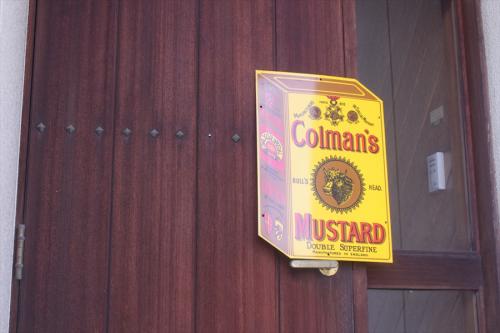 Colman's
BULL'S HEAD
MUSTARD
DOUBLE SUPERFINE
MANUFACTURED IN ENGLAND